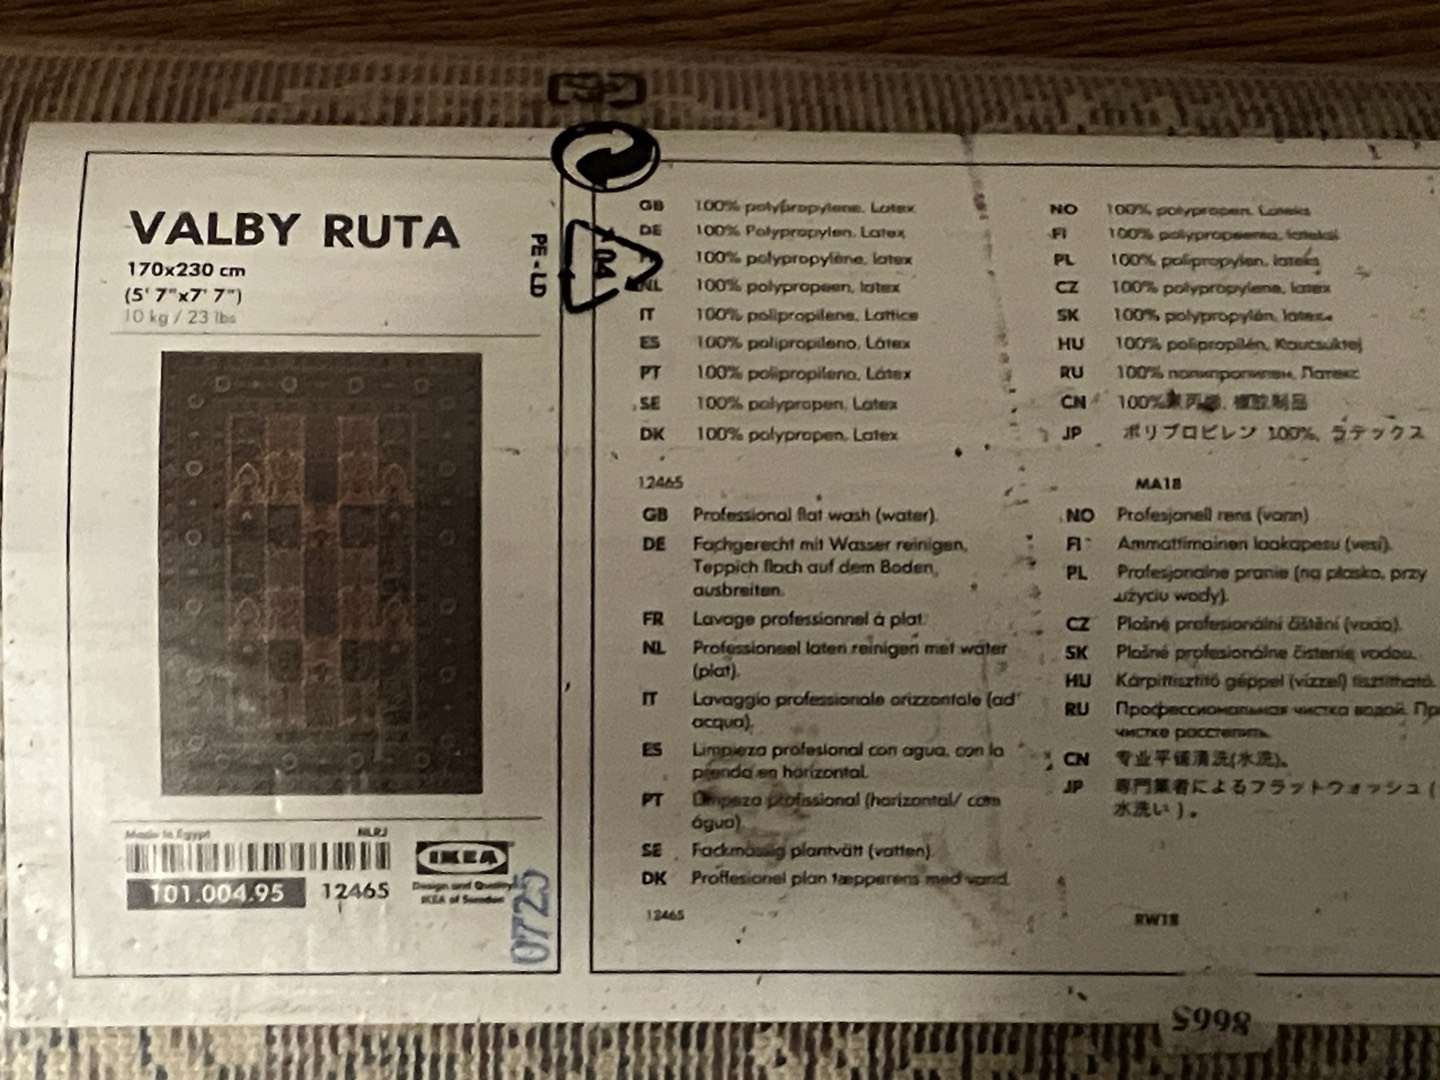 VALBY RUTA
170x230 cm
(5' 7"x7' 7")
10 kg / 23 lbs
Made in Egypt
NLRJ
101.004.95
12465
IKEA
Design and Quality
IKEA of Sweden
0725
PE-LD
04
GB 100% polypropylene, Latex
DE 100% Polypropylen, Latex
100% polypropylène, latex
NL 100% polypropeen, latex
IT 100% polipropilene, Lattice
ES 100% polipropileno, Látex
PT 100% polipropileno, Látex
SE 100% polypropen, Latex
DK 100% polypropen, Latex
12465
NO 100% polypropen, Lateks
FI 100% polypropeenia, lateksi
PL 100% polipropylen, lateks
CZ 100% polypropylene, latex
SK 100% polypropylén, latex
HU 100% polipropilén, Kaucsuktej
RU 100% полипропилен, Латекс
CN 100%聚丙烯, 橡胶制品
JP ポリプロピレン 100%, ラテックス
MA18
GB Professional flat wash (water).
DE Fachgerecht mit Wasser reinigen,
Teppich flach auf dem Boden
ausbreiten.
FR Lavage professionnel à plat.
NL Professioneel laten reinigen met water
(plat).
IT Lavaggio professionale orizzontale (ad
acqua).
ES Limpieza profesional con agua, con la
prenda en horizontal.
PT Limpeza profissional (horizontal/ com
água).
SE Fackmässig plantvätt (vatten).
DK Proffesionel plan tæpperens med vand.
12465
NO Profesjonell rens (vann)
FI Ammattimainen laakapesu (vesi).
PL Profesjonalne pranie (na płasko, przy
użyciu wody).
CZ Plošné profesionální čištění (voda).
SK Plošné profesionálne čistenie vodou.
HU Kárpittisztító géppel (vízzel) tisztítható.
RU Профессиональная чистка водой. Пр
чистке расстелить.
CN 专业平铺清洗(水洗)。
JP 専門業者によるフラットウォッシュ (
水洗い ) 。
RW18
8665